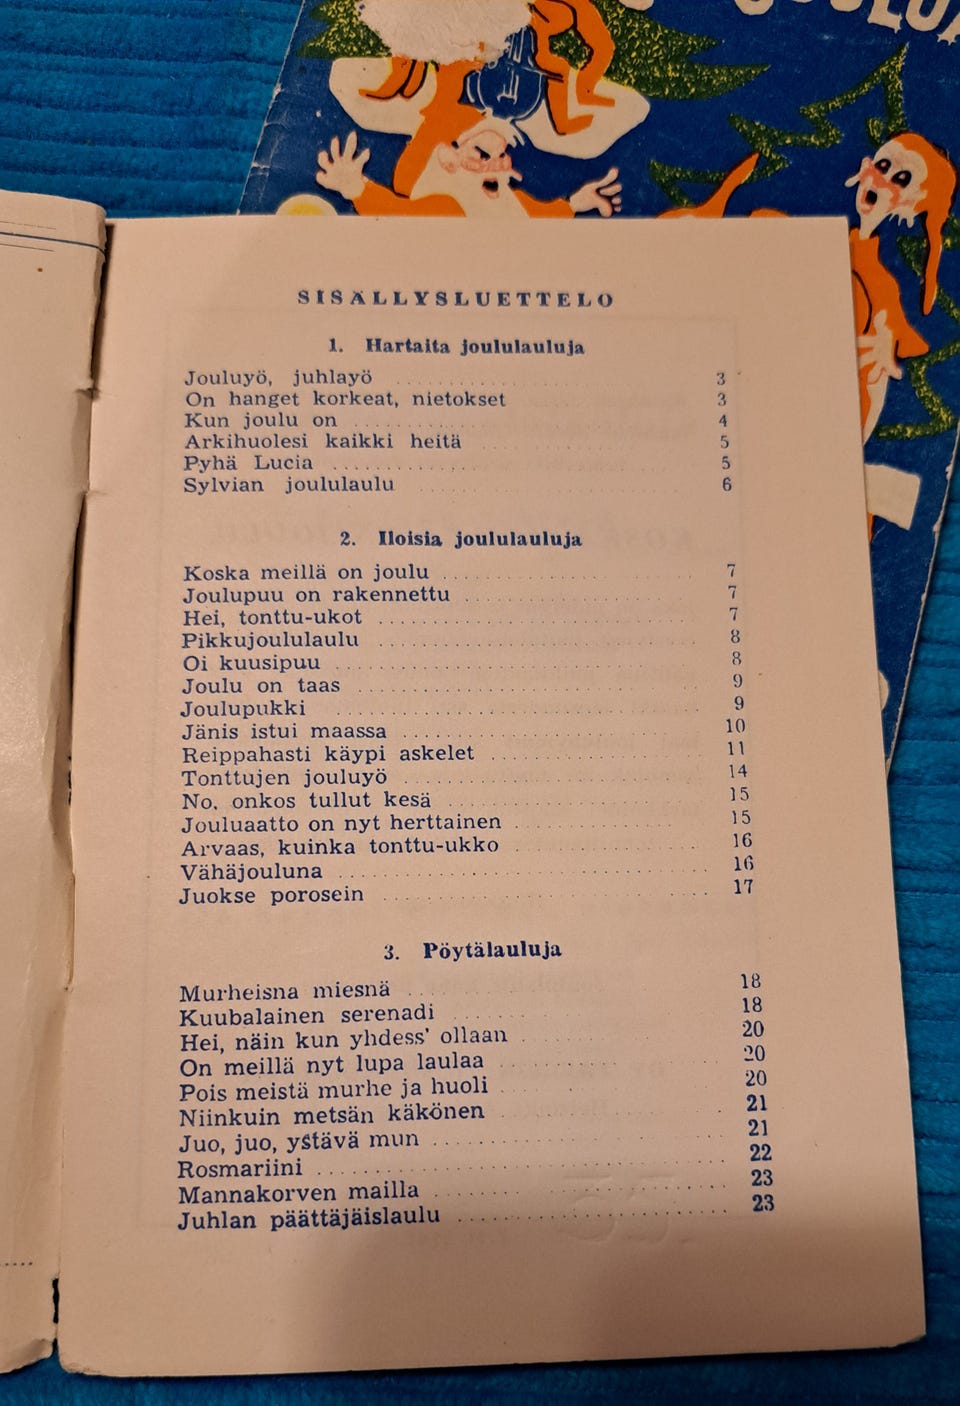 SISÄLLYSLUETTELO
1. Hartaita joululauluja
Jouluyö, juhlayö .......... 3
On hanget korkeat, nietokset .......... 3
Kun joulu on .......... 4
Arkihuolesi kaikki heitä .......... 5
Pyhä Lucia .......... 5
Sylvian joululaulu .......... 6
2. Iloisia joululauluja
Koska meillä on joulu .......... 7
Joulupuu on rakennettu .......... 7
Hei, tonttu-ukot .......... 7
Pikkujoululaulu .......... 8
Oi kuusipuu .......... 8
Joulu on taas .......... 9
Joulupukki .......... 9
Jänis istui maassa .......... 10
Reippahasti käypi askelet .......... 11
Tonttujen jouluyö .......... 14
No, onkos tullut kesä .......... 15
Jouluaatto on nyt herttainen .......... 15
Arvaas, kuinka tonttu-ukko .......... 16
Vähäjouluna .......... 16
Juokse porosein .......... 17
3. Pöytälauluja
Murheisna miesnä .......... 18
Kuubalainen serenadi .......... 18
Hei, näin kun yhdess' ollaan .......... 20
On meillä nyt lupa laulaa .......... 20
Pois meistä murhe ja huoli .......... 20
Niinkuin metsän käkönen .......... 21
Juo, juo, ystävä mun .......... 21
Rosmariini .......... 22
Mannakorven mailla .......... 23
Juhlan päättäjäislaulu .......... 23